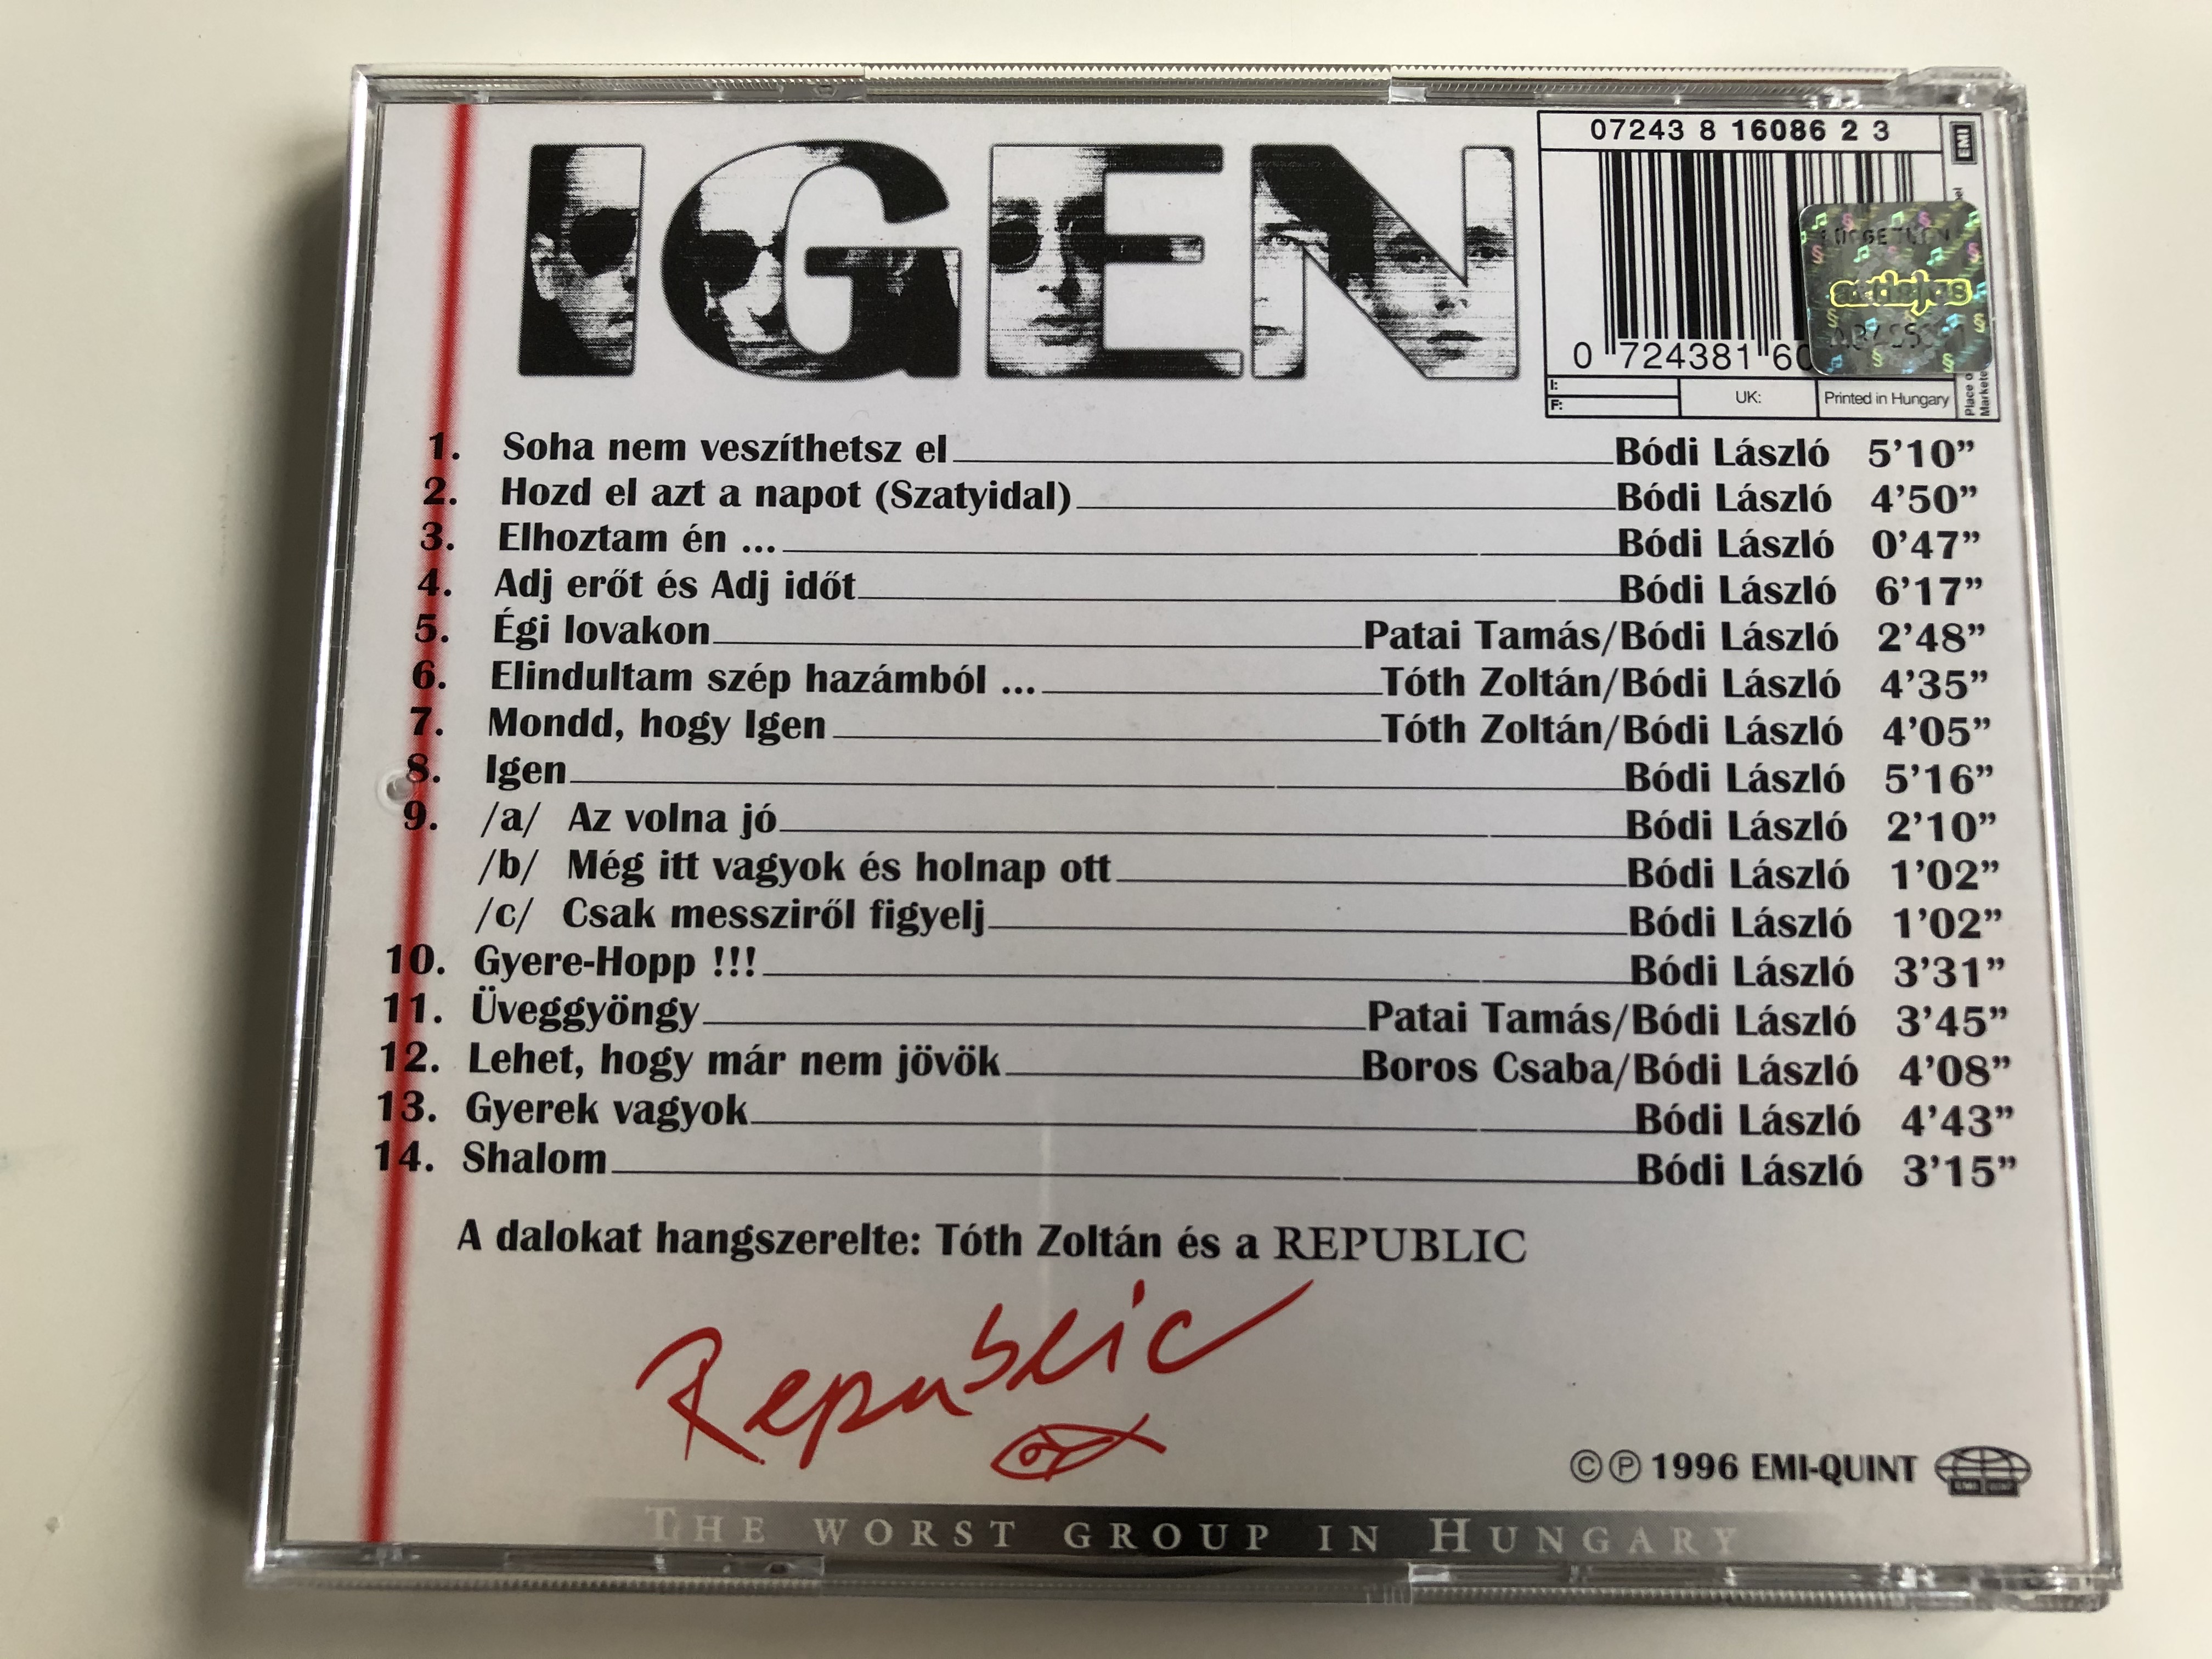 IGEN
07243 8 16086 2 3
EMI
0 724381 60
I:
F:
UK:
Printed in Hungary
Place o
Markete
artisjus
1. Soha nem veszíthetsz el Bódi László 5'10”
2. Hozd el azt a napot (Szatyidal) Bódi László 4'50”
3. Elhoztam én ... Bódi László 0'47”
4. Adj erőt és Adj időt Bódi László 6'17”
5. Égi lovakon Patai Tamás/Bódi László 2'48”
6. Elindultam szép hazámból ... Tóth Zoltán/Bódi László 4'35”
7. Mondd, hogy Igen Tóth Zoltán/Bódi László 4'05”
8. Igen Bódi László 5'16”
9. /a/ Az volna jó Bódi László 2'10”
/b/ Még itt vagyok és holnap ott Bódi László 1'02”
/c/ Csak messziről figyelj Bódi László 1'02”
10. Gyere-Hopp !!! Bódi László 3'31”
11. Üveggyöngy Patai Tamás/Bódi László 3'45”
12. Lehet, hogy már nem jövök Boros Csaba/Bódi László 4'08”
13. Gyerek vagyok Bódi László 4'43”
14. Shalom Bódi László 3'15”
A dalokat hangszerelte: Tóth Zoltán és a REPUBLIC
Republic
©℗ 1996 EMI-QUINT
EMI QUINT
THE WORST GROUP IN HUNGARY